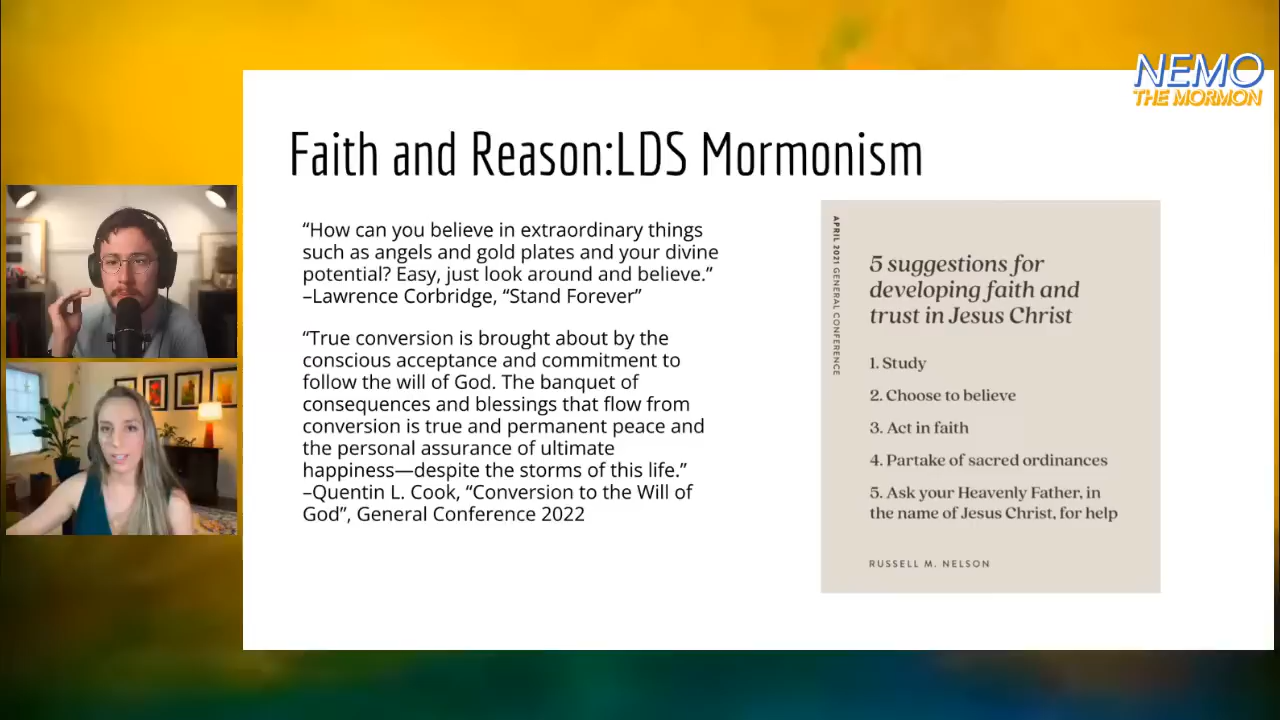 NEMO
THE MORMON
Faith and Reason:LDS Mormonism
“How can you believe in extraordinary things
such as angels and gold plates and your divine
potential? Easy, just look around and believe.”
–Lawrence Corbridge, “Stand Forever”
“True conversion is brought about by the
conscious acceptance and commitment to
follow the will of God. The banquet of
consequences and blessings that flow from
conversion is true and permanent peace and
the personal assurance of ultimate
happiness—despite the storms of this life.”
–Quentin L. Cook, “Conversion to the Will of
God”, General Conference 2022
APRIL 2021 GENERAL CONFERENCE
5 suggestions for
developing faith and
trust in Jesus Christ
1. Study
2. Choose to believe
3. Act in faith
4. Partake of sacred ordinances
5. Ask your Heavenly Father, in
the name of Jesus Christ, for help
RUSSELL M. NELSON